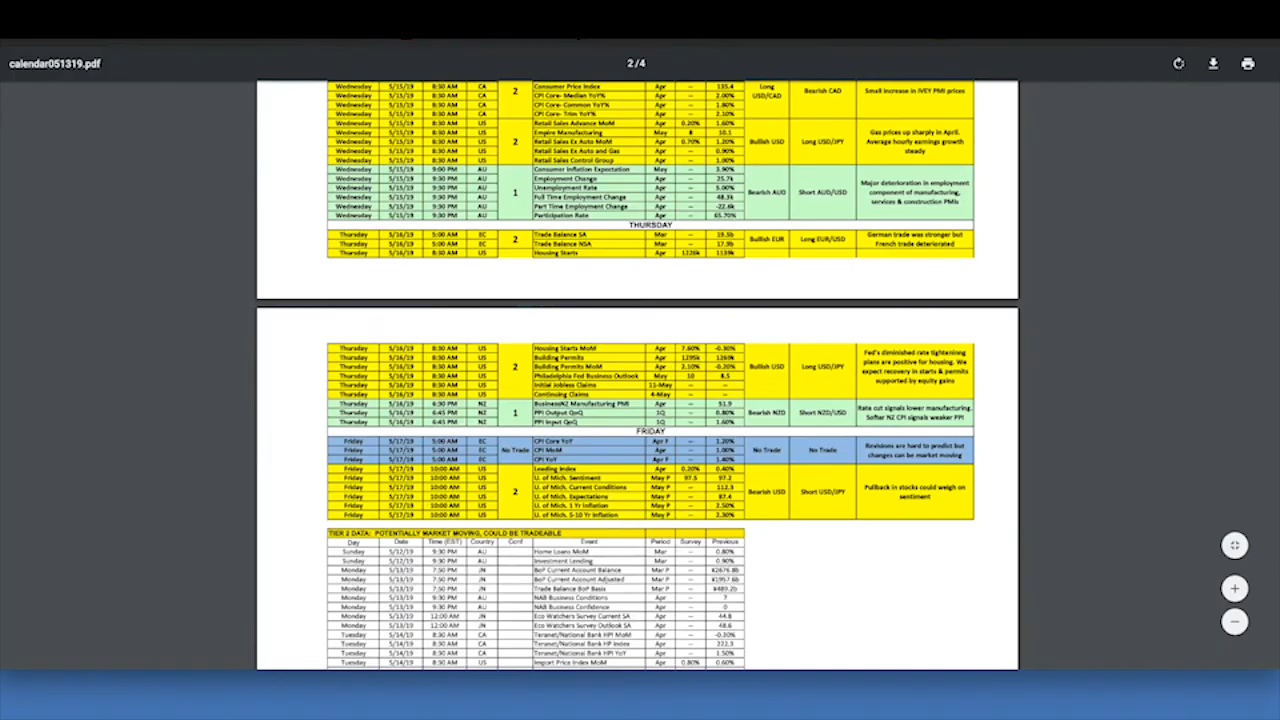 calendar051319.pdf
2 / 4
Wednesday 5/15/19 8:30 AM CA 2 Consumer Price Index Apr -- 135.4 Long USD/CAD Bearish CAD Small increase in IVEY PMI prices
Wednesday 5/15/19 8:30 AM CA CPI Core- Median YoY% Apr -- 2.00%
Wednesday 5/15/19 8:30 AM CA CPI Core- Common YoY% Apr -- 1.80%
Wednesday 5/15/19 8:30 AM CA CPI Core- Trim YoY% Apr -- 2.10%
Wednesday 5/15/19 8:30 AM US 2 Retail Sales Advance MoM Apr 0.20% 1.60% Bullish USD Long USD/JPY Gas prices up sharply in April. Average hourly earnings growth steady
Wednesday 5/15/19 8:30 AM US Empire Manufacturing May 8 10.1
Wednesday 5/15/19 8:30 AM US Retail Sales Ex Auto MoM Apr 0.70% 1.20%
Wednesday 5/15/19 8:30 AM US Retail Sales Ex Auto and Gas Apr -- 0.90%
Wednesday 5/15/19 8:30 AM US Retail Sales Control Group Apr -- 1.00%
Wednesday 5/15/19 9:00 PM AU 1 Consumer Inflation Expectation May -- 3.90% Bearish AUD Short AUD/USD Major deterioration in employment component of manufacturing, services & construction PMIs
Wednesday 5/15/19 9:30 PM AU Employment Change Apr -- 25.7k
Wednesday 5/15/19 9:30 PM AU Unemployment Rate Apr -- 5.00%
Wednesday 5/15/19 9:30 PM AU Full Time Employment Change Apr -- 48.3k
Wednesday 5/15/19 9:30 PM AU Part Time Employment Change Apr -- -22.6k
Wednesday 5/15/19 9:30 PM AU Participation Rate Apr -- 65.70%
THURSDAY
Thursday 5/16/19 5:00 AM EC 2 Trade Balance SA Mar -- 19.5b Bullish EUR Long EUR/USD German trade was stronger but French trade deteriorated
Thursday 5/16/19 5:00 AM EC Trade Balance NSA Mar -- 17.9b
Thursday 5/16/19 8:30 AM US Housing Starts Apr 1226k 1139k
Thursday 5/16/19 8:30 AM US 2 Housing Starts MoM Apr 7.60% -0.30% Bullish USD Long USD/JPY Fed's diminished rate tightening plans are positive for housing. We expect recovery in starts & permits supported by equity gains
Thursday 5/16/19 8:30 AM US Building Permits Apr 1295k 1269k
Thursday 5/16/19 8:30 AM US Building Permits MoM Apr 2.10% -0.20%
Thursday 5/16/19 8:30 AM US Philadelphia Fed Business Outlook May 10 8.5
Thursday 5/16/19 8:30 AM US Initial Jobless Claims 11-May -- --
Thursday 5/16/19 8:30 AM US Continuing Claims 4-May -- --
Thursday 5/16/19 6:30 PM NZ 1 BusinessNZ Manufacturing PMI Apr -- 51.9 Bearish NZD Short NZD/USD Rate cut signals lower manufacturing. Softer NZ CPI signals weaker PPI
Thursday 5/16/19 6:45 PM NZ PPI Output QoQ 1Q -- 0.80%
Thursday 5/16/19 6:45 PM NZ PPI Input QoQ 1Q -- 1.60%
FRIDAY
Friday 5/17/19 5:00 AM EC No Trade CPI Core YoY Apr F -- 1.20% No Trade No Trade Revisions are hard to predict but changes can be market moving
Friday 5/17/19 5:00 AM EC CPI MoM Apr -- 1.00%
Friday 5/17/19 5:00 AM EC CPI YoY Apr F -- 1.40%
Friday 5/17/19 10:00 AM US 2 Leading Index Apr 0.20% 0.40% Bearish USD Short USD/JPY Pullback in stocks could weigh on sentiment
Friday 5/17/19 10:00 AM US U. of Mich. Sentiment May P 97.5 97.2
Friday 5/17/19 10:00 AM US U. of Mich. Current Conditions May P -- 112.3
Friday 5/17/19 10:00 AM US U. of Mich. Expectations May P -- 87.4
Friday 5/17/19 10:00 AM US U. of Mich. 1 Yr Inflation May P -- 2.50%
Friday 5/17/19 10:00 AM US U. of Mich. 5-10 Yr Inflation May P -- 2.30%
TIER 2 DATA: POTENTIALLY MARKET MOVING, COULD BE TRADEABLE
Day Date Time (EST) Country Conf Event Period Survey Previous
Sunday 5/12/19 9:30 PM AU Home Loans MoM Mar -- 0.80%
Sunday 5/12/19 9:30 PM AU Investment Lending Mar -- 0.90%
Monday 5/13/19 7:50 PM JN BoP Current Account Balance Mar P -- ¥2676.8b
Monday 5/13/19 7:50 PM JN BoP Current Account Adjusted Mar P -- ¥1957.6b
Monday 5/13/19 7:50 PM JN Trade Balance BoP Basis Mar P -- ¥489.2b
Monday 5/13/19 9:30 PM AU NAB Business Conditions Apr -- 7
Monday 5/13/19 9:30 PM AU NAB Business Confidence Apr -- 0
Monday 5/13/19 12:00 AM JN Eco Watchers Survey Current SA Apr -- 44.8
Monday 5/13/19 12:00 AM JN Eco Watchers Survey Outlook SA Apr -- 48.6
Tuesday 5/14/19 8:30 AM CA Teranet/National Bank HPI MoM Apr -- -0.30%
Tuesday 5/14/19 8:30 AM CA Teranet/National Bank HP Index Apr -- 222.3
Tuesday 5/14/19 8:30 AM CA Teranet/National Bank HPI YoY Apr -- 1.50%
Tuesday 5/14/19 8:30 AM US Import Price Index MoM Apr 0.80% 0.60%